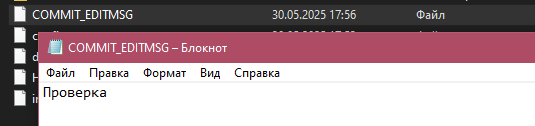 COMMIT_EDITMSG 30.05.2025 17:56 Файл
COMMIT_EDITMSG – Блокнот
Файл Правка Формат Вид Справка
Проверка